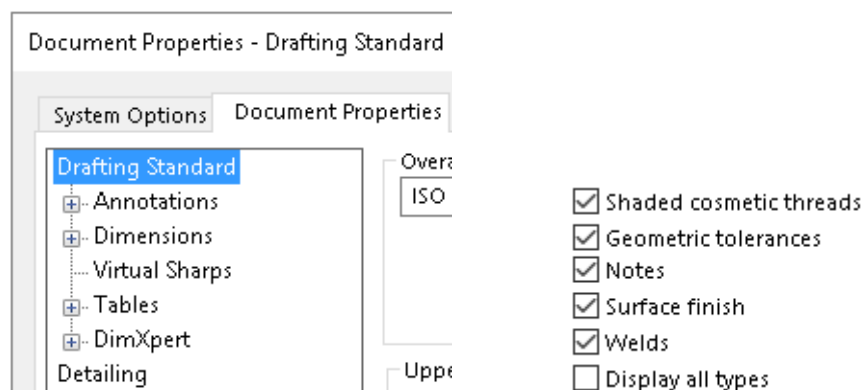 Document Properties - Drafting Standard
System Options
Document Properties
Drafting Standard
Annotations
Dimensions
Virtual Sharps
Tables
DimXpert
Detailing
ISO
Shaded cosmetic threads
Geometric tolerances
Notes
Surface finish
Welds
Display all types